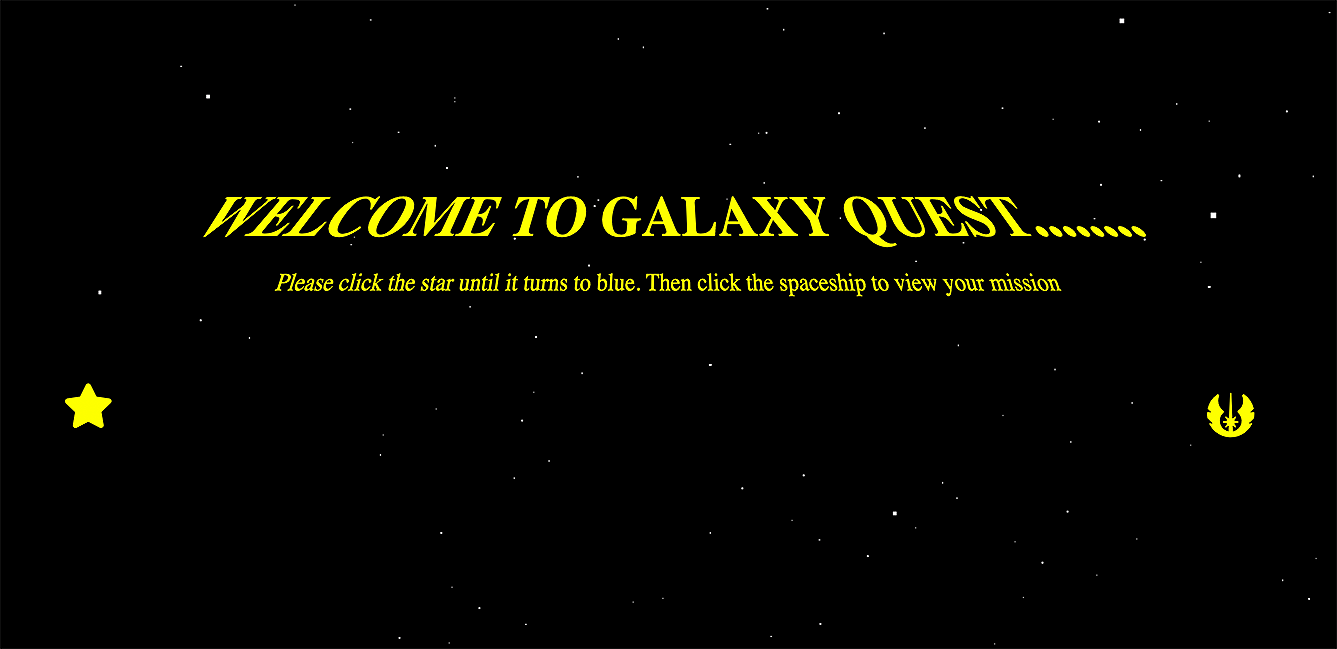 WELCOME TO GALAXY QUEST........
Please click the star until it turns to blue. Then click the spaceship to view your mission